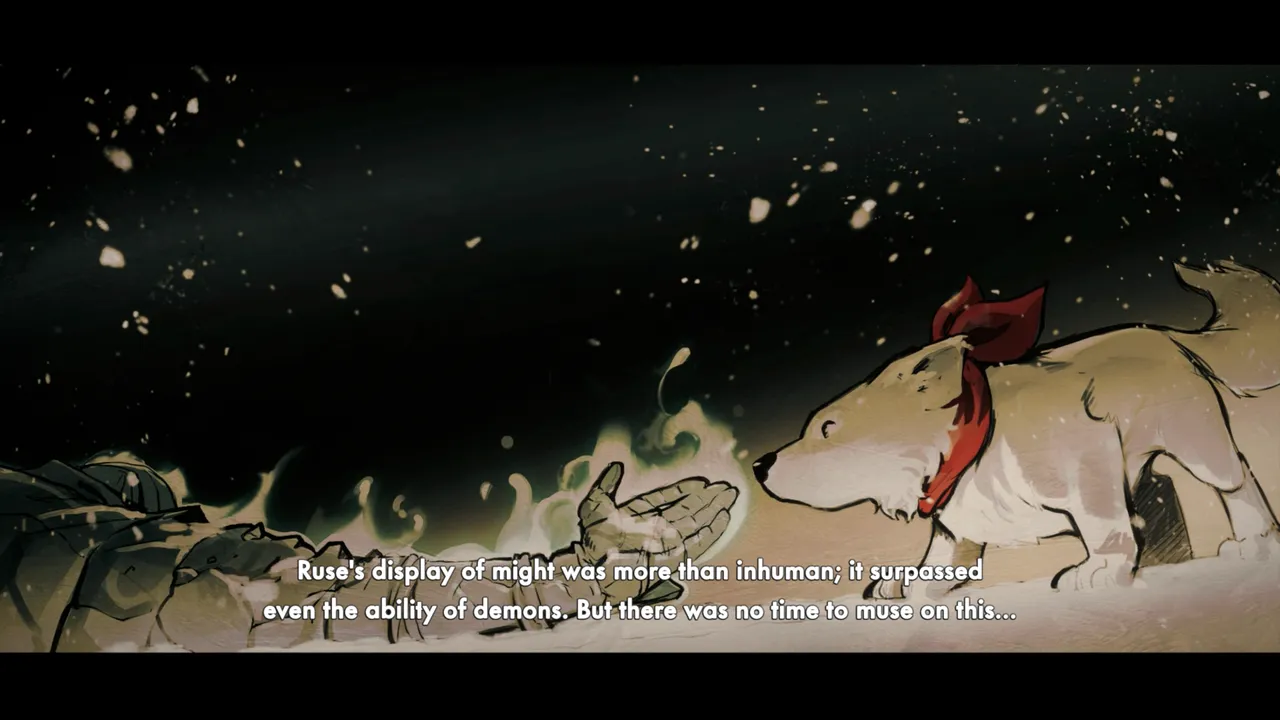 Ruse's display of might was more than inhuman; it surpassed
even the ability of demons. But there was no time to muse on this...